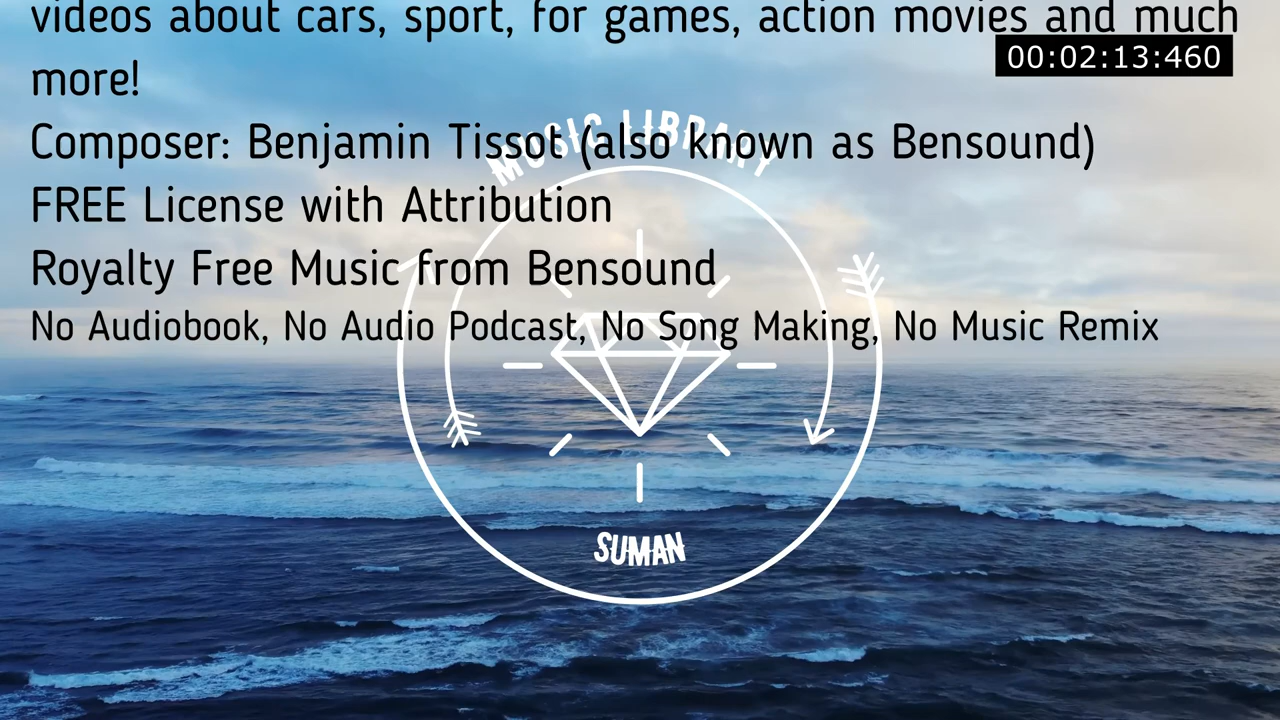 videos about cars, sport, for games, action movies and much
00:02:13:460
more!
MUSIC LIBRARY
Composer: Benjamin Tissot (also known as Bensound)
FREE License with Attribution
Royalty Free Music from Bensound
No Audiobook, No Audio Podcast, No Song Making, No Music Remix
SUMAN